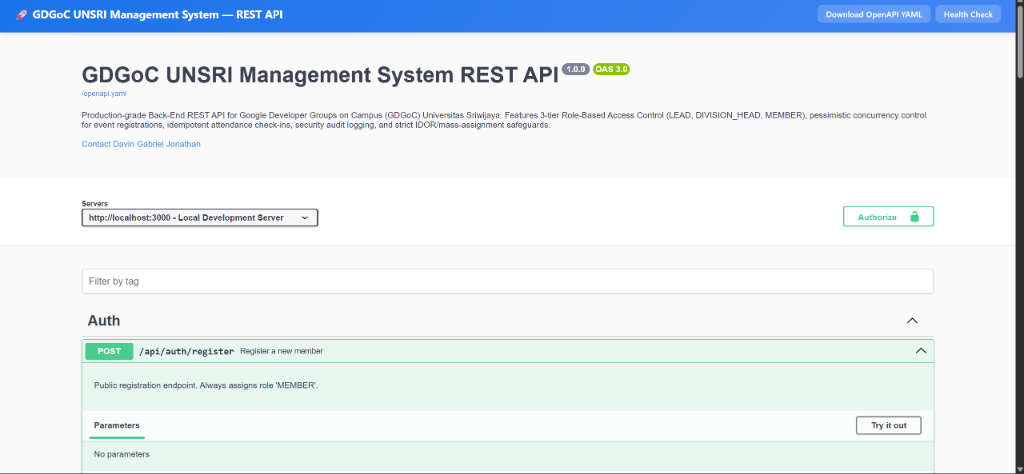 🚀 GDGoC UNSRI Management System — REST API
Download OpenAPI YAML
Health Check
GDGoC UNSRI Management System REST API 1.0.0 OAS 3.0
/openapi.yaml
Production-grade Back-End REST API for Google Developer Groups on Campus (GDGoC) Universitas Sriwijaya. Features 3-tier Role-Based Access Control (LEAD, DIVISION_HEAD, MEMBER), pessimistic concurrency control
for event registrations, idempotent attendance check-ins, security audit logging, and strict IDOR/mass-assignment safeguards.
Contact Davin Gabriel Jonathan
Servers
http://localhost:3000 - Local Development Server
Authorize
Filter by tag
Auth
POST /api/auth/register Register a new member
Public registration endpoint. Always assigns role 'MEMBER'.
Parameters
Try it out
No parameters